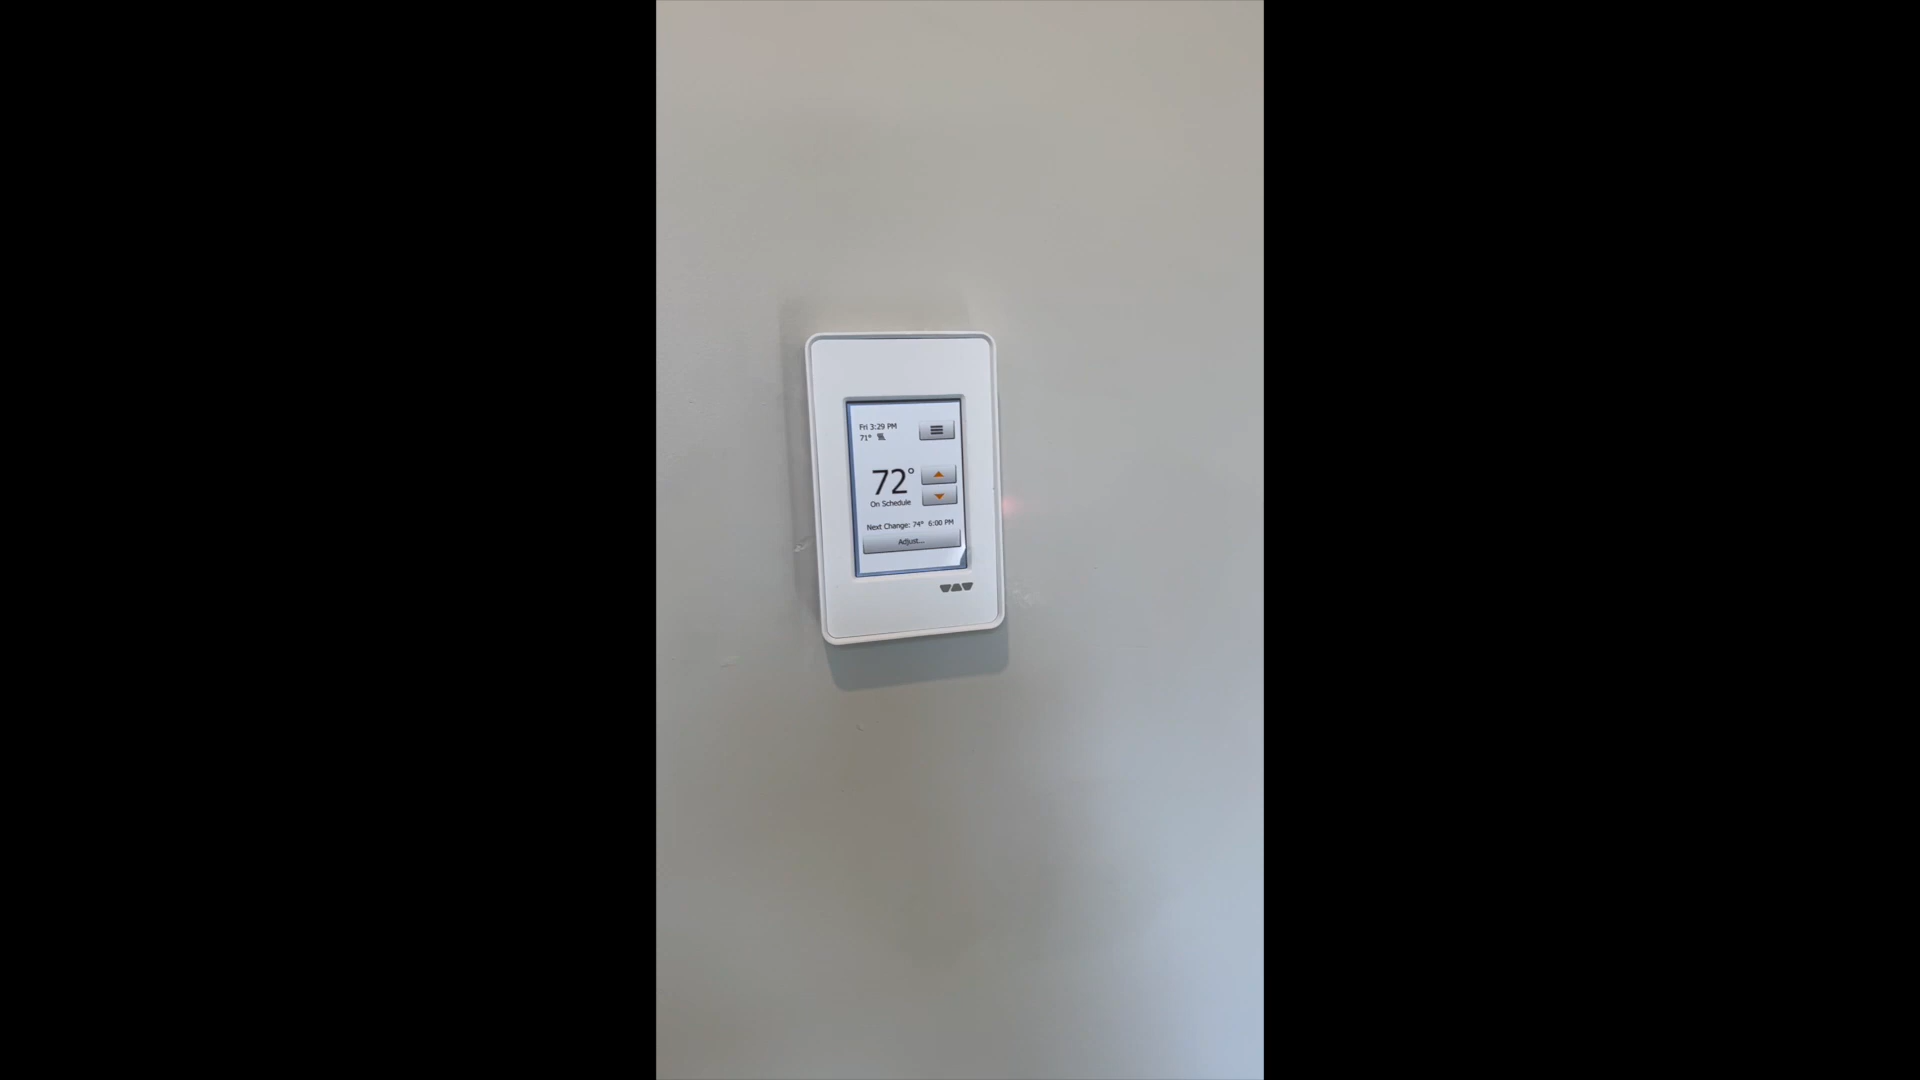 Fri 3:29 PM
71°
72°
On Schedule
Next Change: 74° 6:00 PM
Adjust...